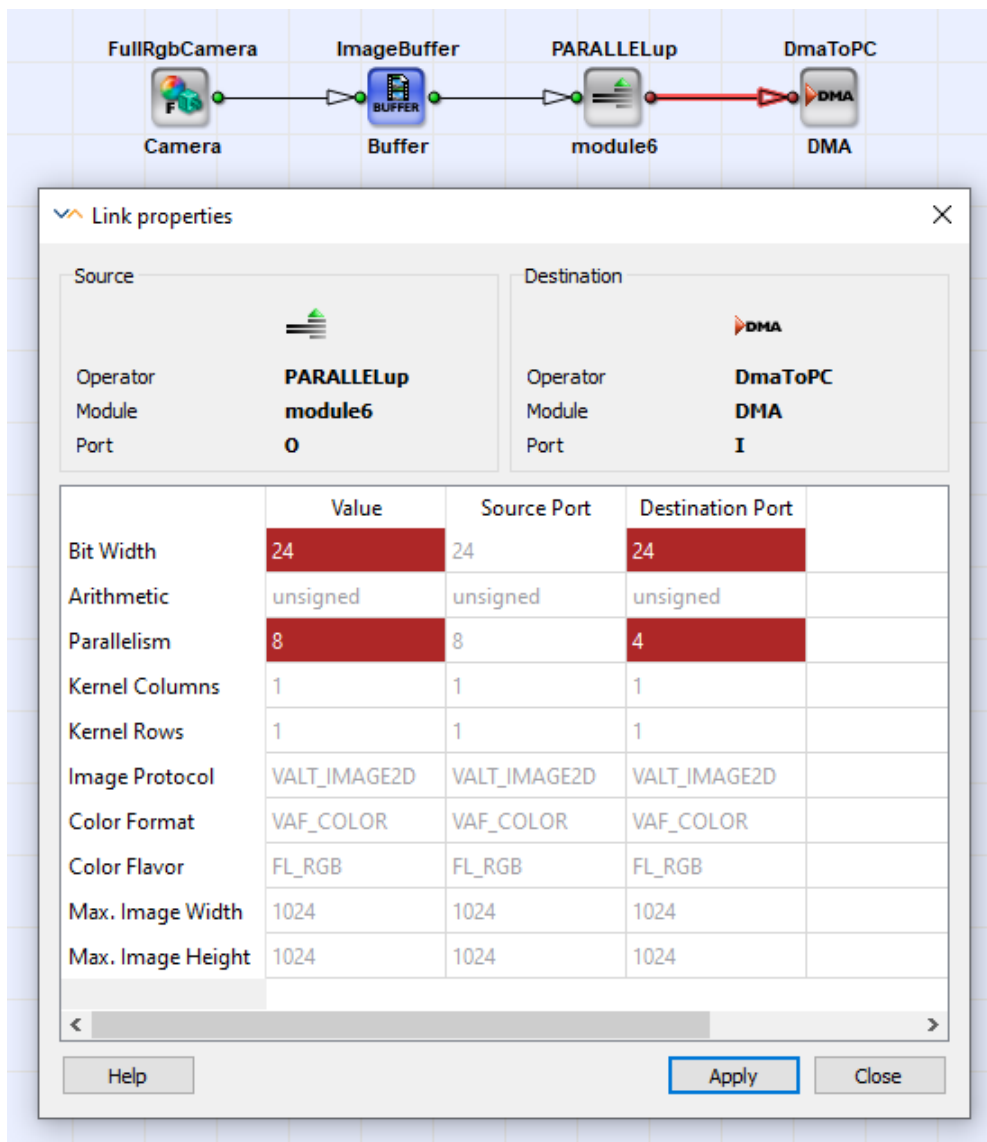 FullRgbCamera ImageBuffer PARALLELup DmaToPC
F BUFFER DMA
Camera Buffer module6 DMA
Link properties
Source Destination
DMA
Operator PARALLELup Operator DmaToPC
Module module6 Module DMA
Port O Port I
Value Source Port Destination Port
Bit Width 24 24 24
Arithmetic unsigned unsigned unsigned
Parallelism 8 8 4
Kernel Columns 1 1 1
Kernel Rows 1 1 1
Image Protocol VALT_IMAGE2D VALT_IMAGE2D VALT_IMAGE2D
Color Format VAF_COLOR VAF_COLOR VAF_COLOR
Color Flavor FL_RGB FL_RGB FL_RGB
Max. Image Width 1024 1024 1024
Max. Image Height 1024 1024 1024
Help Apply Close